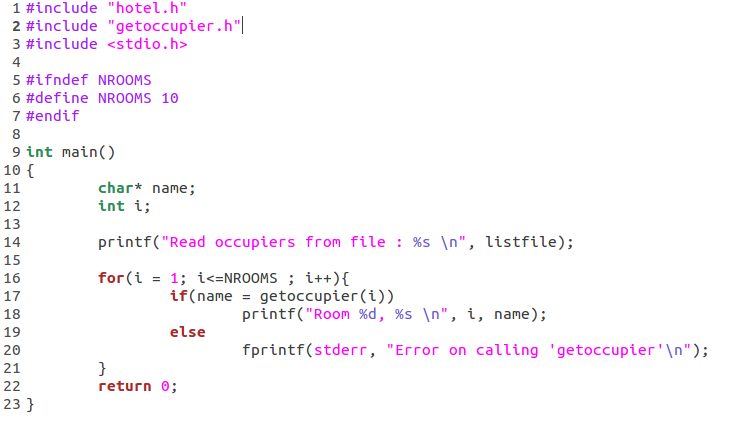 1 #include "hotel.h"
2 #include "getoccupier.h"
3 #include <stdio.h>
4
5 #ifndef NROOMS
6 #define NROOMS 10
7 #endif
8
9 int main()
10 {
11         char* name;
12         int i;
13
14         printf("Read occupiers from file : %s \n", listfile);
15
16         for(i = 1; i<=NROOMS ; i++){
17                 if(name = getoccupier(i))
18                         printf("Room %d, %s \n", i, name);
19                 else
20                         fprintf(stderr, "Error on calling 'getoccupier'\n");
21         }
22         return 0;
23 }